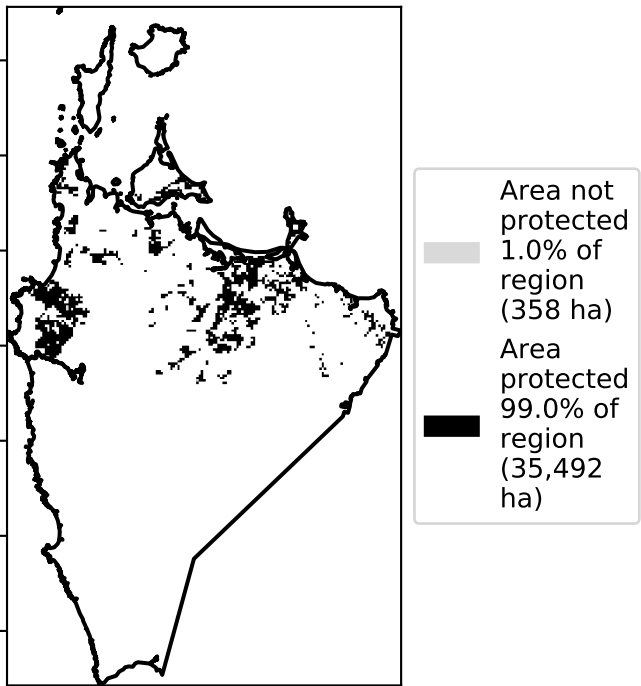 Area not
protected
1.0% of
region
(358 ha)
Area
protected
99.0% of
region
(35,492
ha)